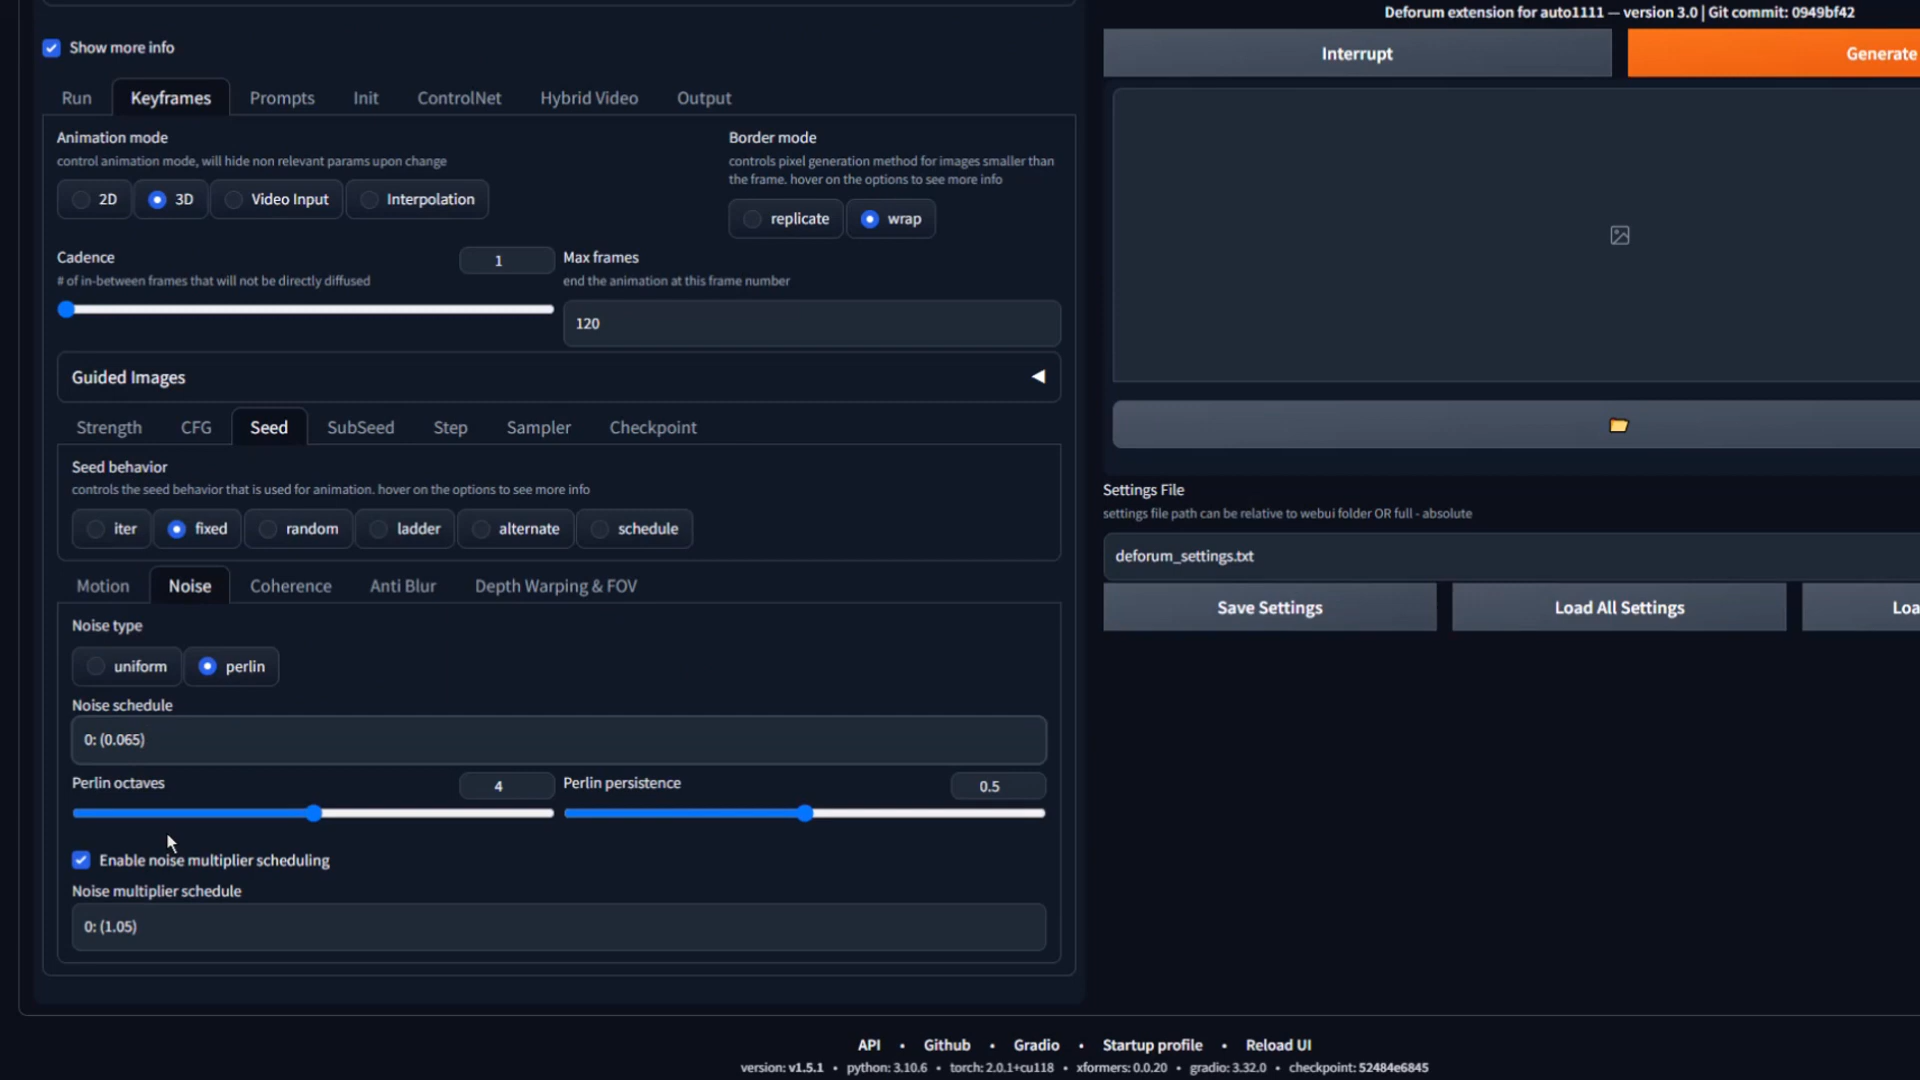 Deforum extension for auto1111 — version 3.0 | Git commit: 0949bf42
Show more info
Interrupt
Generate
Run Keyframes Prompts Init ControlNet Hybrid Video Output
Animation mode
control animation mode, will hide non relevant params upon change
2D 3D Video Input Interpolation
Border mode
controls pixel generation method for images smaller than
the frame. hover on the options to see more info
replicate wrap
Cadence
1
# of in-between frames that will not be directly diffused
Max frames
end the animation at this frame number
120
Guided Images
Strength CFG Seed SubSeed Step Sampler Checkpoint
Seed behavior
controls the seed behavior that is used for animation. hover on the options to see more info
iter fixed random ladder alternate schedule
Motion Noise Coherence Anti Blur Depth Warping & FOV
Noise type
uniform perlin
Noise schedule
0: (0.065)
Perlin octaves
4
Perlin persistence
0.5
Enable noise multiplier scheduling
Noise multiplier schedule
0: (1.05)
Settings File
settings file path can be relative to webui folder OR full - absolute
deforum_settings.txt
Save Settings
Load All Settings
Loa
API • Github • Gradio • Startup profile • Reload UI
version: v1.5.1 • python: 3.10.6 • torch: 2.0.1+cu118 • xformers: 0.0.20 • gradio: 3.32.0 • checkpoint: 52484e6845